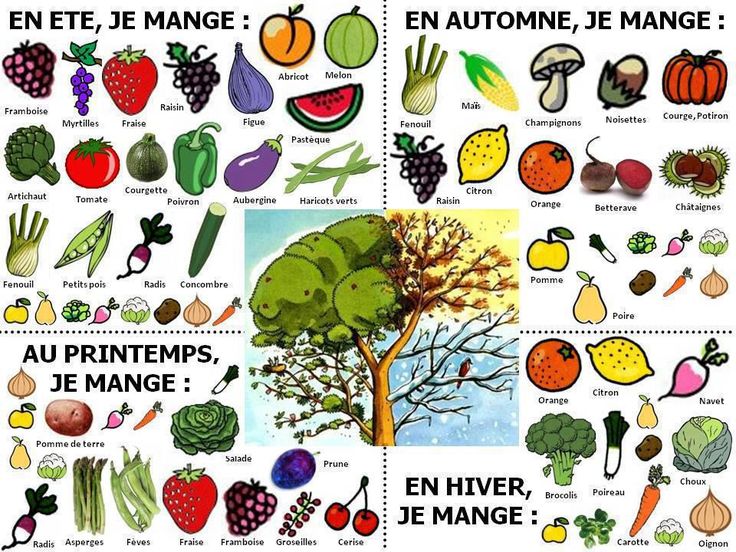 EN ETE, JE MANGE :
Framboise
Myrtilles
Fraise
Raisin
Figue
Abricot
Melon
Pastèque
Artichaut
Tomate
Courgette
Poivron
Aubergine
Haricots verts
Fenouil
Petits pois
Radis
Concombre
EN AUTOMNE, JE MANGE :
Fenouil
Maïs
Champignons
Noisettes
Courge, Potiron
Raisin
Citron
Orange
Betterave
Châtaignes
Pomme
Poire
AU PRINTEMPS,
JE MANGE :
Pomme de terre
Salade
Radis
Asperges
Fèves
Fraise
Framboise
Groseilles
Prune
Cerise
EN HIVER,
JE MANGE :
Orange
Citron
Navet
Brocolis
Poireau
Choux
Carotte
Oignon